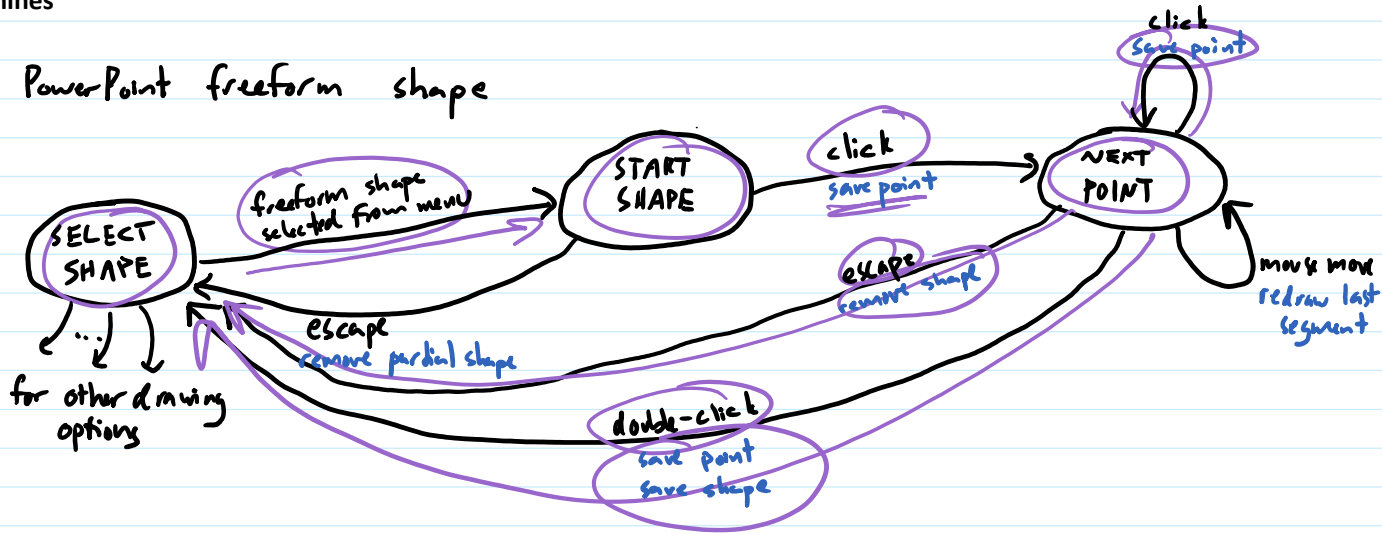 PowerPoint freeform shape
click
save point
freeform shape
selected from menu
START
SHAPE
click
save point
NEXT
POINT
SELECT
SHAPE
escape
remove shape
mouse move
redraw last
segment
escape
remove partial shape
...
for other drawing
options
double-click
save point
save shape